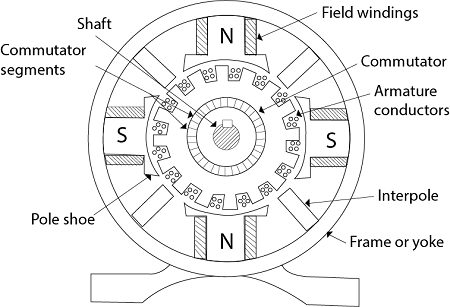 Shaft
Field windings
Commutator
segments
Commutator
Armature
conductors
N
S
S
N
Pole shoe
Interpole
Frame or yoke